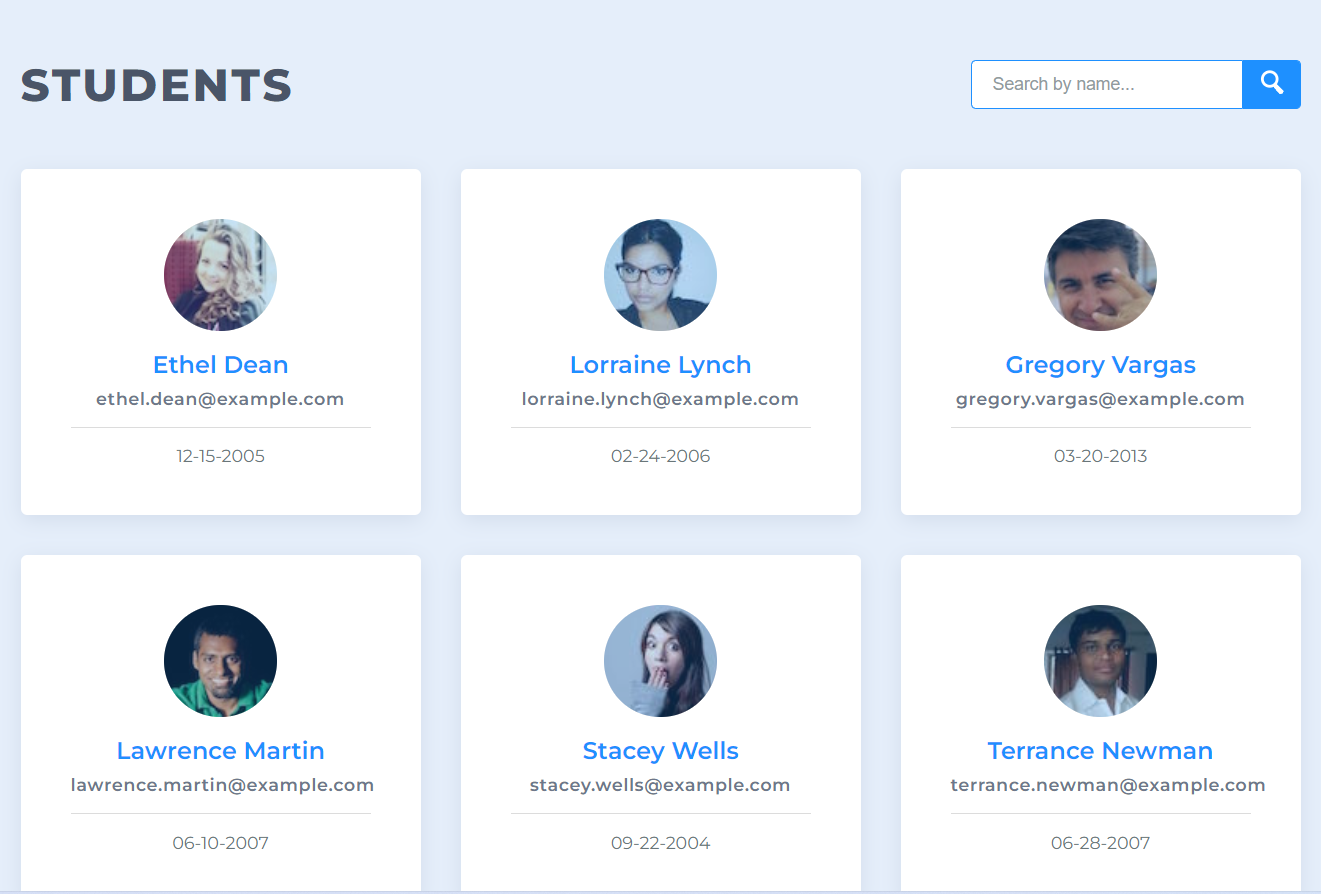 STUDENTS
Search by name...
Ethel Dean
ethel.dean@example.com
12-15-2005
Lorraine Lynch
lorraine.lynch@example.com
02-24-2006
Gregory Vargas
gregory.vargas@example.com
03-20-2013
Lawrence Martin
lawrence.martin@example.com
06-10-2007
Stacey Wells
stacey.wells@example.com
09-22-2004
Terrance Newman
terrance.newman@example.com
06-28-2007